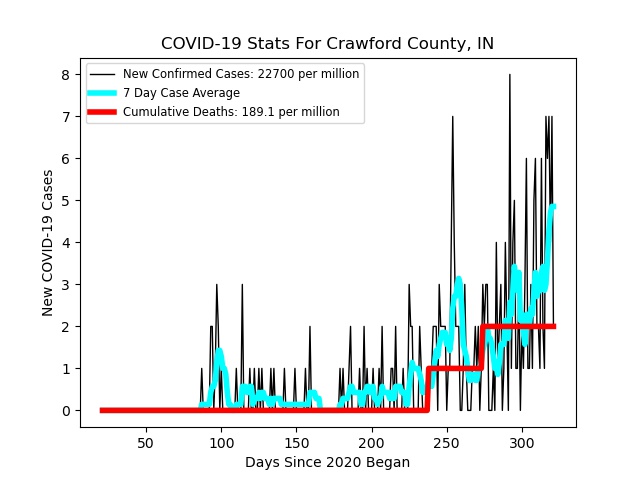 COVID-19 Stats For Crawford County, IN
New Confirmed Cases: 22700 per million
7 Day Case Average
Cumulative Deaths: 189.1 per million
New COVID-19 Cases
8
7
6
5
4
3
2
1
0
50 100 150 200 250 300
Days Since 2020 Began